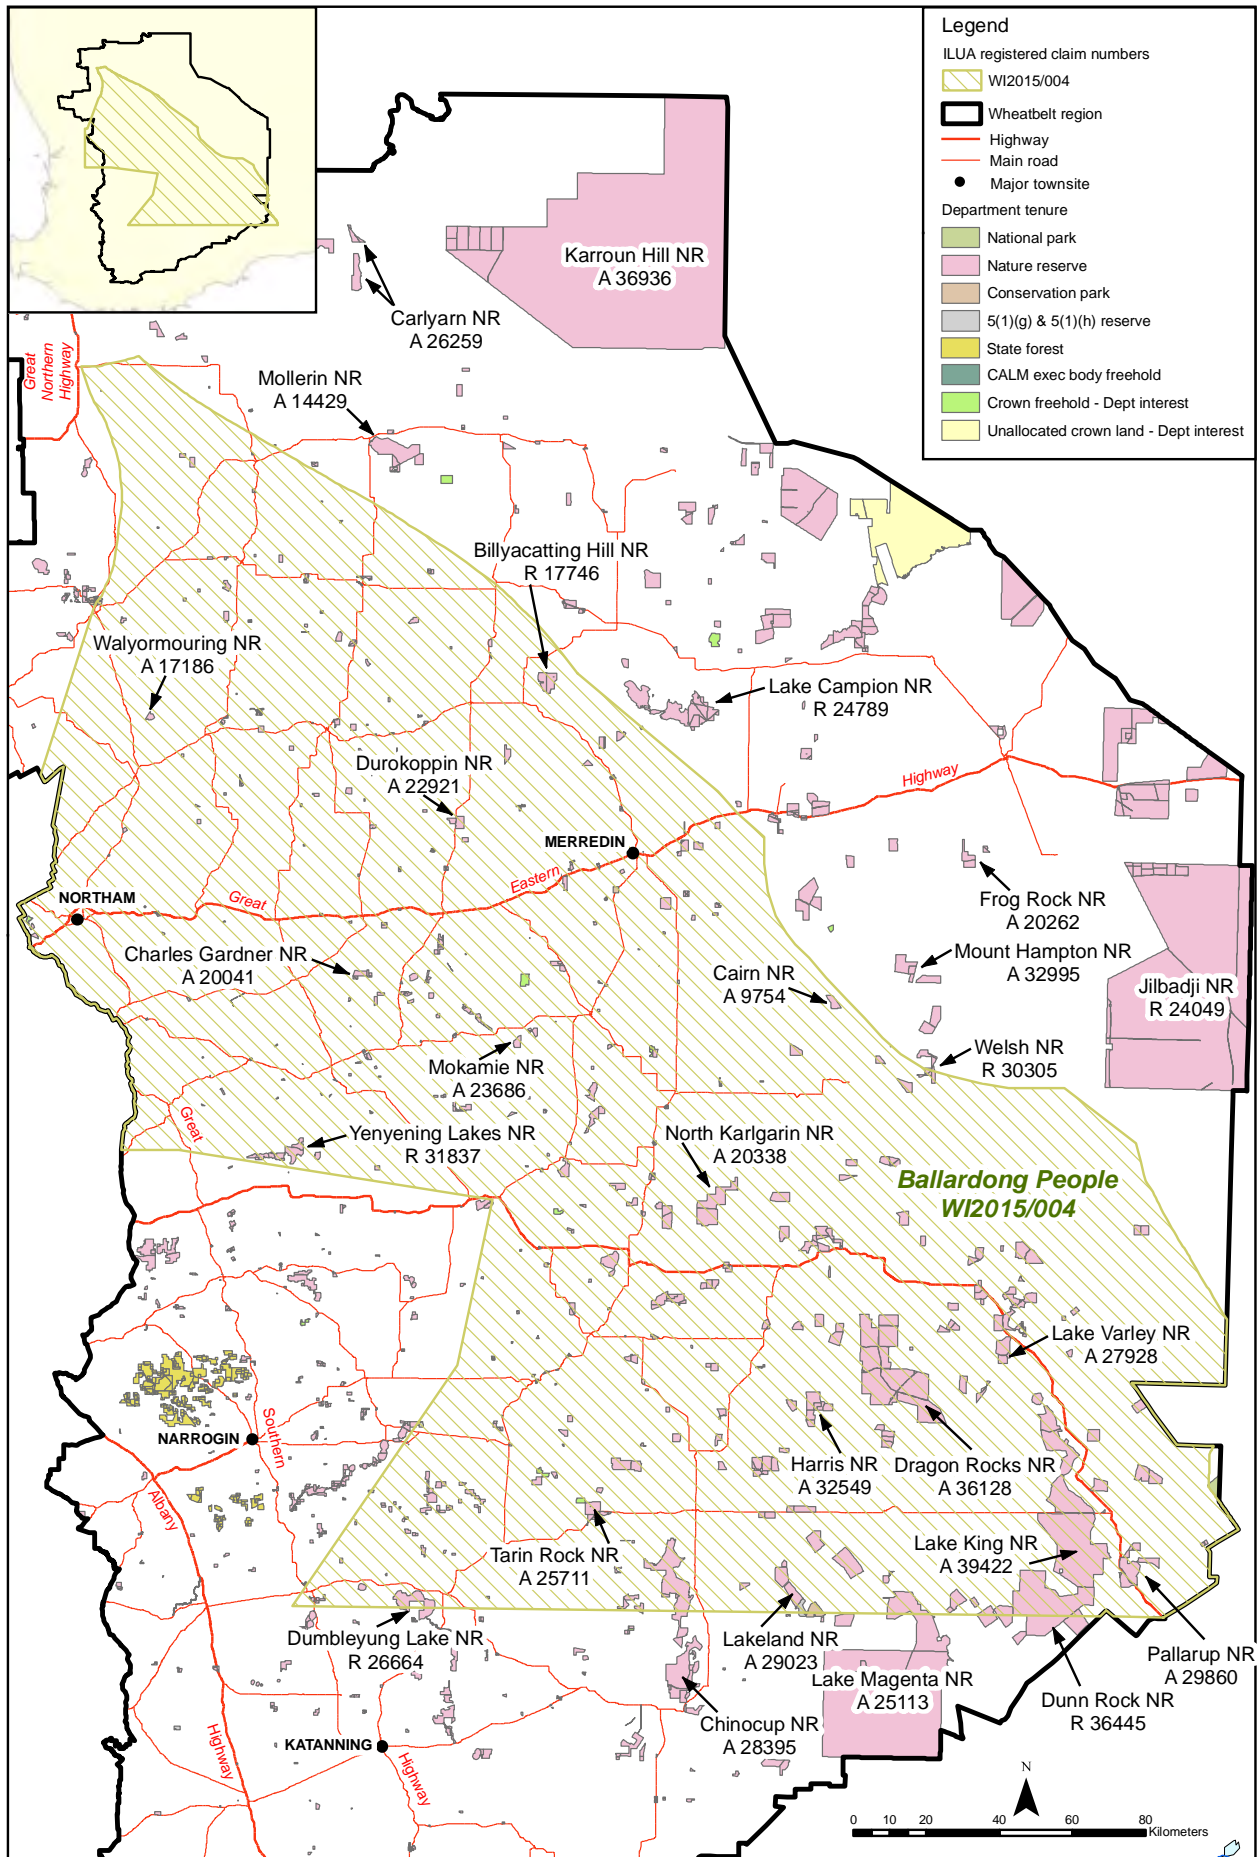 Legend
ILUA registered claim numbers
WI2015/004
Wheatbelt region
Highway
Main road
Major townsite
Department tenure
National park
Nature reserve
Conservation park
5(1)(g) & 5(1)(h) reserve
State forest
CALM exec body freehold
Crown freehold - Dept interest
Unallocated crown land - Dept interest
Karroun Hill NR
A 36936
Carlyarn NR
A 26259
Great
Northern
Highway
Mollerin NR
A 14429
Billyacatting Hill NR
R 17746
Walyormouring NR
A 17186
Lake Campion NR
R 24789
Durokoppin NR
A 22921
Highway
MERREDIN
Eastern
Great
NORTHAM
Frog Rock NR
A 20262
Charles Gardner NR
A 20041
Mount Hampton NR
A 32995
Cairn NR
A 9754
Jilbadji NR
R 24049
Welsh NR
R 30305
Mokamie NR
A 23686
Great
Yenyening Lakes NR
R 31837
North Karlgarin NR
A 20338
Ballardong People
WI2015/004
Lake Varley NR
A 27928
NARROGIN
Southern
Harris NR
A 32549
Dragon Rocks NR
A 36128
Albany
Tarin Rock NR
A 25711
Lake King NR
A 39422
Dumbleyung Lake NR
R 26664
Lakeland NR
A 29023
Pallarup NR
A 29860
Lake Magenta NR
A 25113
Dunn Rock NR
R 36445
Chinocup NR
A 28395
KATANNING
Highway
Highway
N
0 10 20 40 60 80
Kilometers